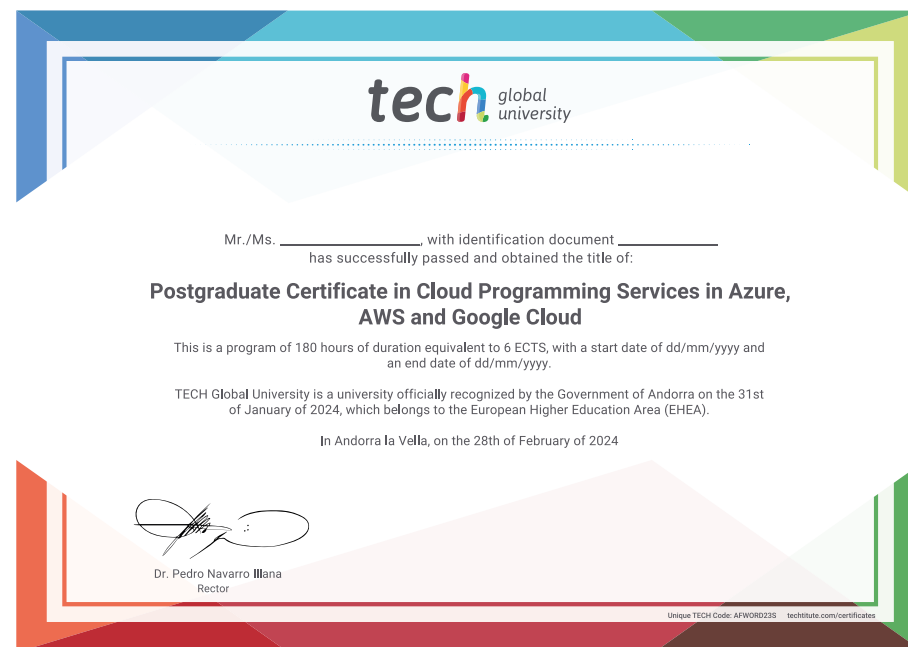 tech global
university
Mr./Ms. ____________, with identification document ____________
has successfully passed and obtained the title of:
Postgraduate Certificate in Cloud Programming Services in Azure,
AWS and Google Cloud
This is a program of 180 hours of duration equivalent to 6 ECTS, with a start date of dd/mm/yyyy and
an end date of dd/mm/yyyy.
TECH Global University is a university officially recognized by the Government of Andorra on the 31st
of January of 2024, which belongs to the European Higher Education Area (EHEA).
In Andorra la Vella, on the 28th of February of 2024
Dr. Pedro Navarro Illana
Rector
Unique TECH Code: AFWORD23S techtitute.com/certificates